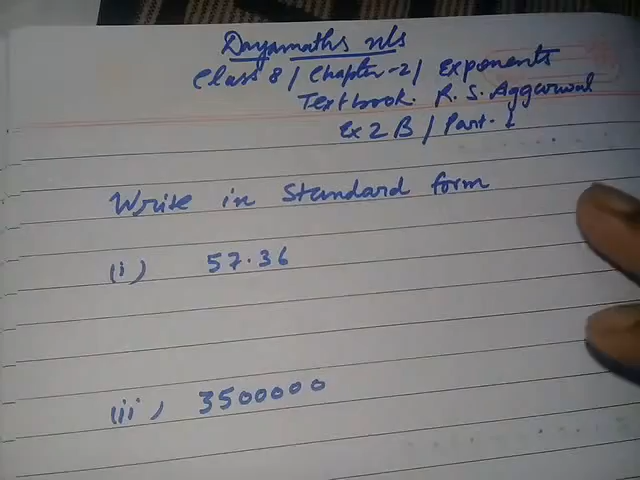 Dayamaths nls
Class 8 / Chapter-2 / Exponents
Textbook. R. S. Aggarwal
Ex 2 B / Part. 1
Write in Standard form
(i) 57.36
(ii) 3500000